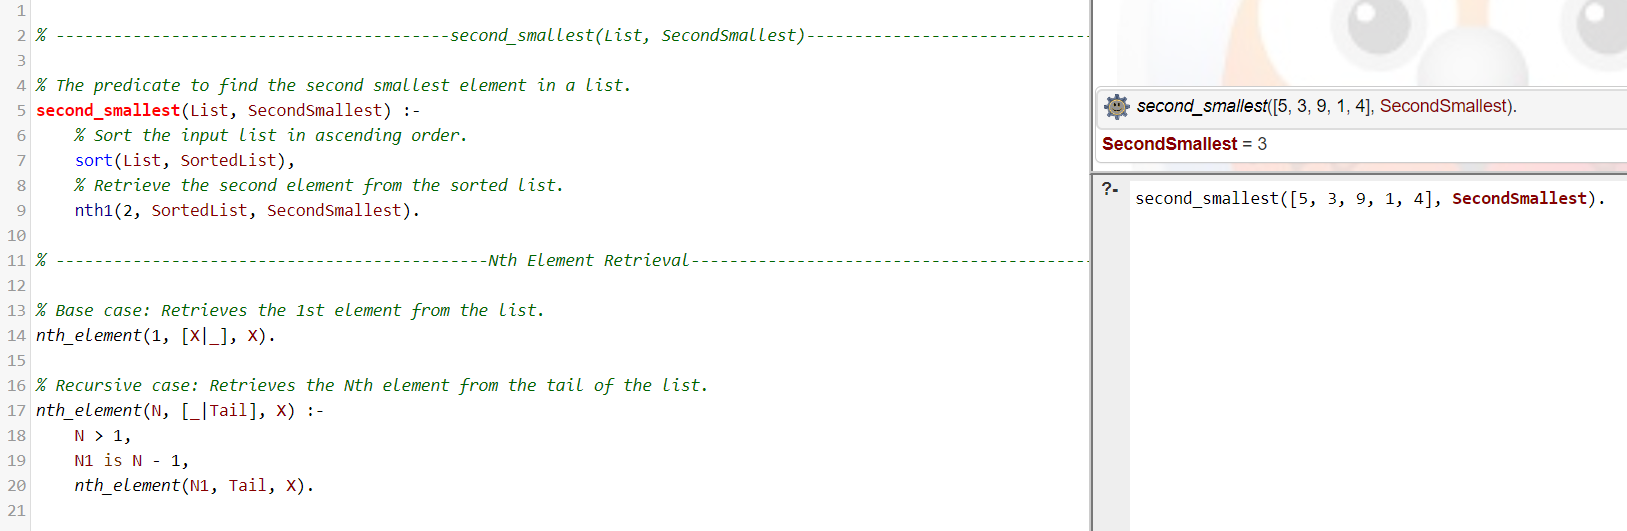 1
2 % -----------------------------------------second_smallest(List, SecondSmallest)-----------------------------
3
4 % The predicate to find the second smallest element in a list.
5 second_smallest(List, SecondSmallest) :-
6 % Sort the input list in ascending order.
7 sort(List, SortedList),
8 % Retrieve the second element from the sorted list.
9 nth1(2, SortedList, SecondSmallest).
10
11 % ---------------------------------------------Nth Element Retrieval-----------------------------------------
12
13 % Base case: Retrieves the 1st element from the list.
14 nth_element(1, [X|_], X).
15
16 % Recursive case: Retrieves the Nth element from the tail of the list.
17 nth_element(N, [_|Tail], X) :-
18 N > 1,
19 N1 is N - 1,
20 nth_element(N1, Tail, X).
21
second_smallest([5, 3, 9, 1, 4], SecondSmallest).
SecondSmallest = 3
?- second_smallest([5, 3, 9, 1, 4], SecondSmallest).